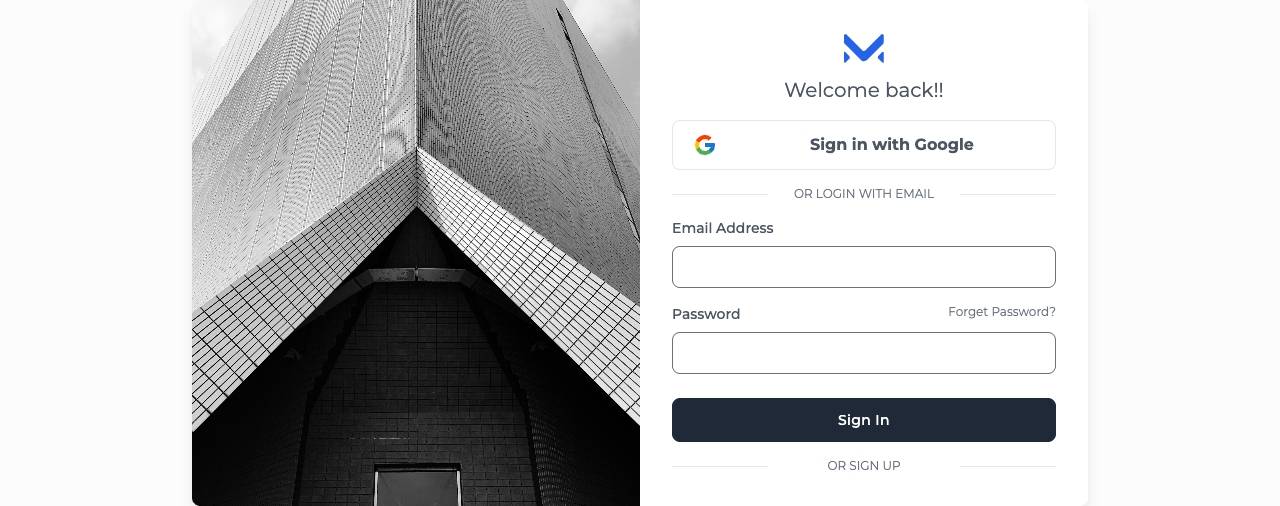 Welcome back!!
Sign in with Google
OR LOGIN WITH EMAIL
Email Address
Password
Forget Password?
Sign In
OR SIGN UP